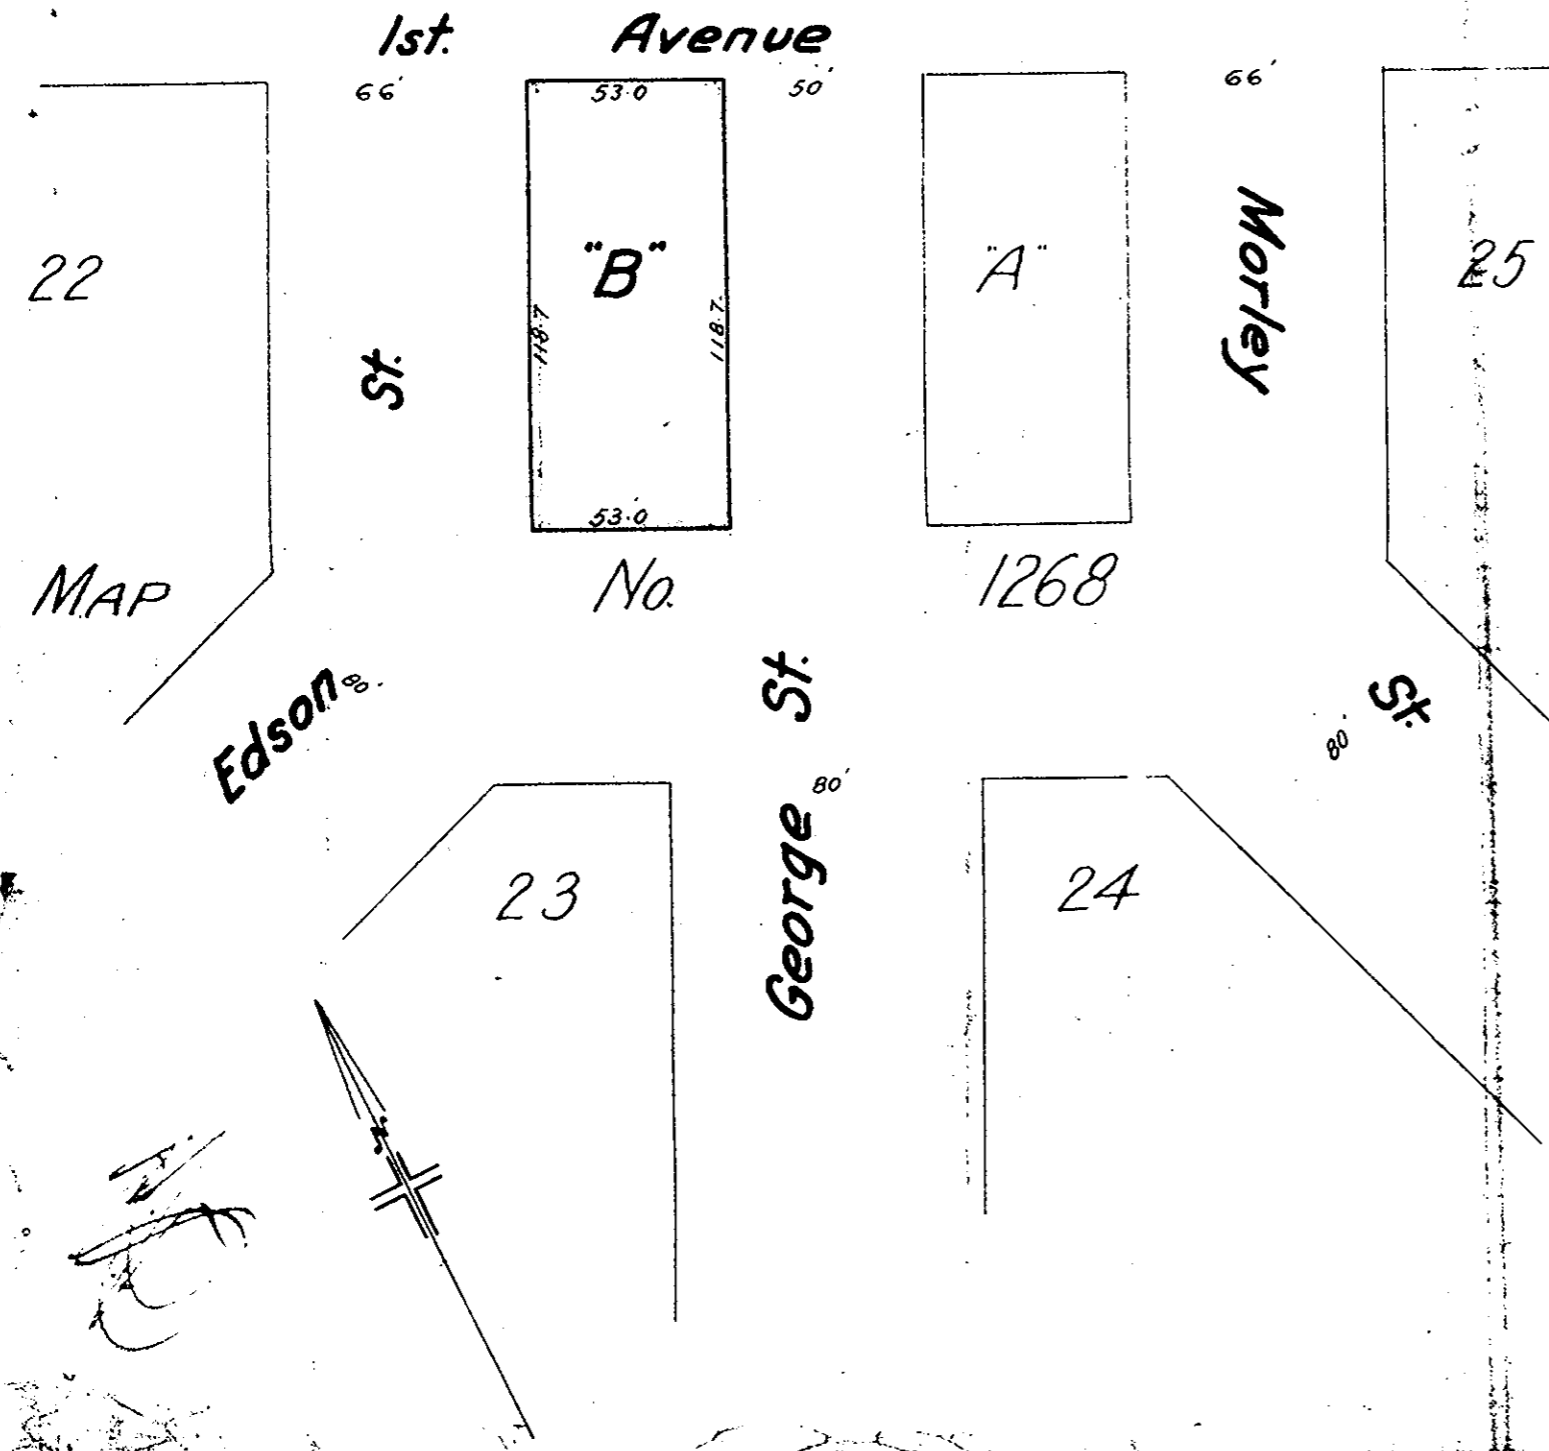 1st. Avenue
66' 53.0 50' 66'
22 "B" "A" 25
118.7 118.7
St. Morley
53.0
MAP No. 1268
Edson 80' St. St.
80' 80'
George
23 24
N